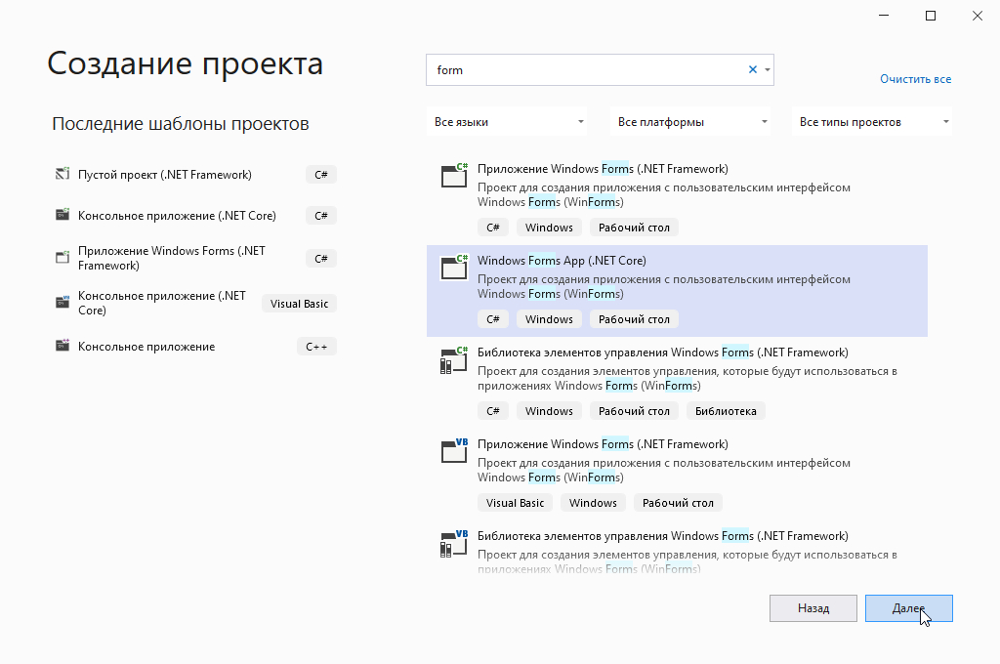 Создание проекта
Последние шаблоны проектов
Пустой проект (.NET Framework)
C#
Консольное приложение (.NET Core)
C#
Приложение Windows Forms (.NET
Framework)
C#
Консольное приложение (.NET
Core)
Visual Basic
Консольное приложение
C++
form
Очистить все
Все языки
Все платформы
Все типы проектов
C#
Приложение Windows Forms (.NET Framework)
Проект для создания приложения с пользовательским интерфейсом
Windows Forms (WinForms)
C# Windows Рабочий стол
C#
Windows Forms App (.NET Core)
Проект для создания приложения с пользовательским интерфейсом
Windows Forms (WinForms)
C# Windows Рабочий стол
C#
Библиотека элементов управления Windows Forms (.NET Framework)
Проект для создания элементов управления, которые будут использоваться в
приложениях Windows Forms (WinForms)
C# Windows Рабочий стол Библиотека
VB
Приложение Windows Forms (.NET Framework)
Проект для создания приложения с пользовательским интерфейсом
Windows Forms (WinForms)
Visual Basic Windows Рабочий стол
VB
Библиотека элементов управления Windows Forms (.NET Framework)
Проект для создания элементов управления, которые будут использоваться в
приложениях Windows Forms (WinForms)
Назад
Далее